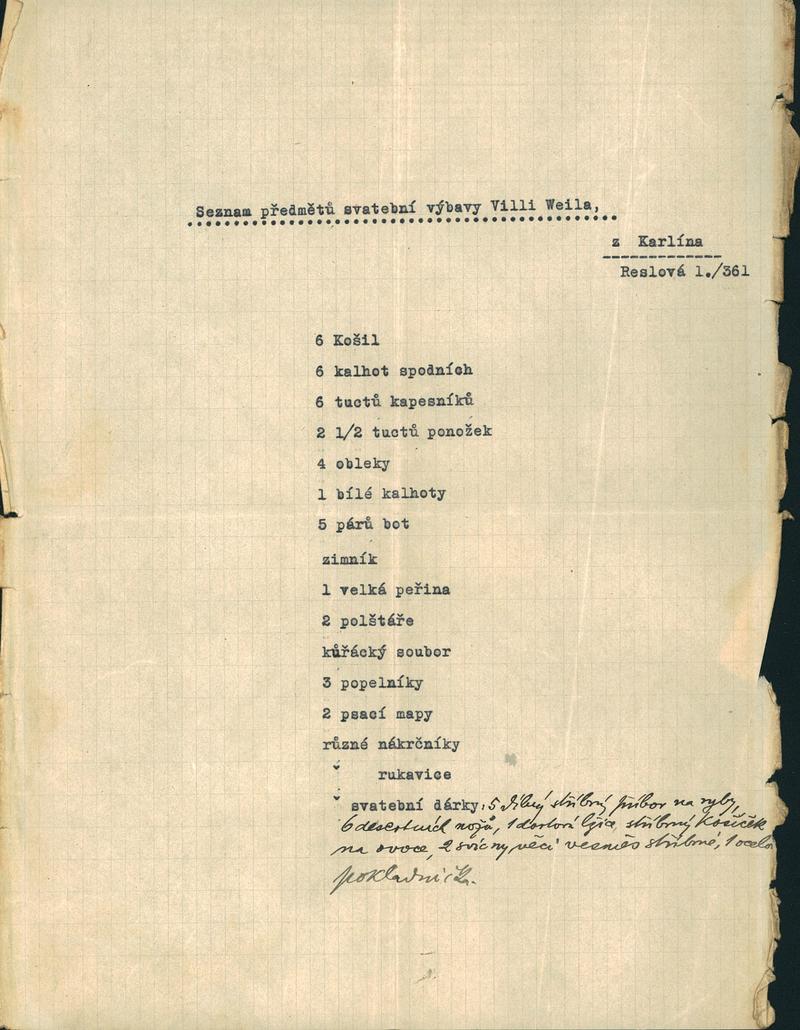 Seznam předmětů svatební výbavy Villi Weila,
z Karlína
Reslová 1./361
6 Košil
6 kalhot spodních
6 tuctů kapesníků
2 1/2 tuctů ponožek
4 obleky
1 bílé kalhoty
5 párů bot
zimník
1 velká peřina
2 polštáře
kůřácký soubor
3 popelníky
2 psací mapy
různé nákrčníky
" rukavice
" svatební dárky: 5 dílný stříbrný příbor na ryby,
6 desertních nožů, 1 dortová lžíce, stříbrný košíček
na ovoce, 2 svícny věci vesměs stříbrné, 1
pokladnička.